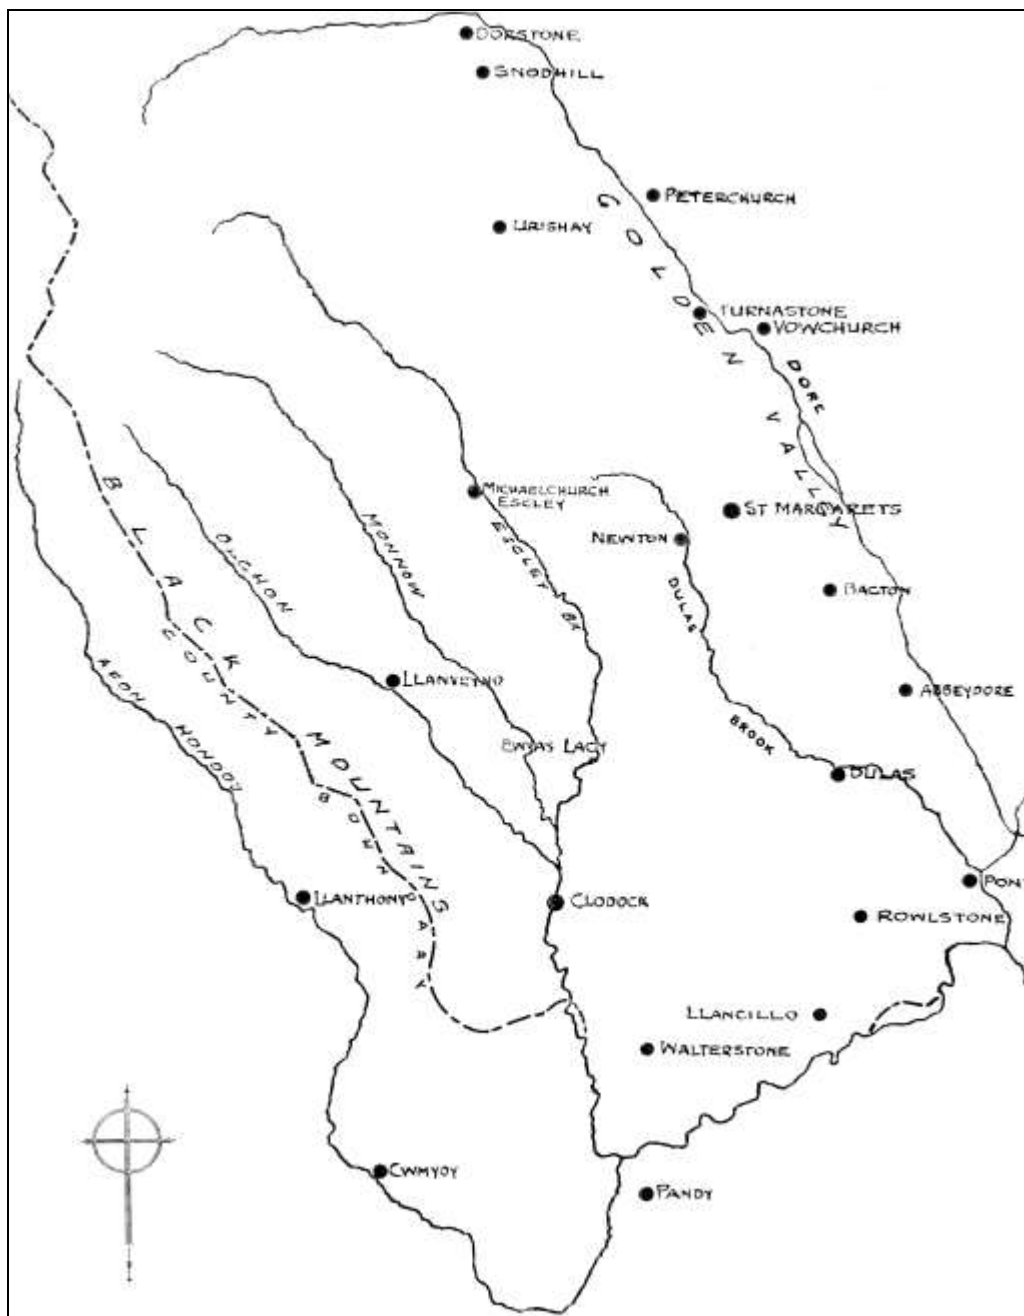 DORSTONE
SNODHILL
PETERCHURCH
URISHAY
GOLDEN VALLEY
TURNASTONE
VOWCHURCH
DORE
MICHAELCHURCH
ESCLEY
ESCLEY BK
ST MARGARETS
NEWTON
BLACK MOUNTAINS
OLCHON
MONNOW
DULAS BROOK
BACTON
COUNTY BOUNDARY
AFON HONDDY
LLANVEYNO
ABBEYDORE
EWYAS LACY
DULAS
LLANTHONY
CLODOCK
PONT
ROWLSTONE
LLANCILLO
WALTERSTONE
CWMYOY
PANDY